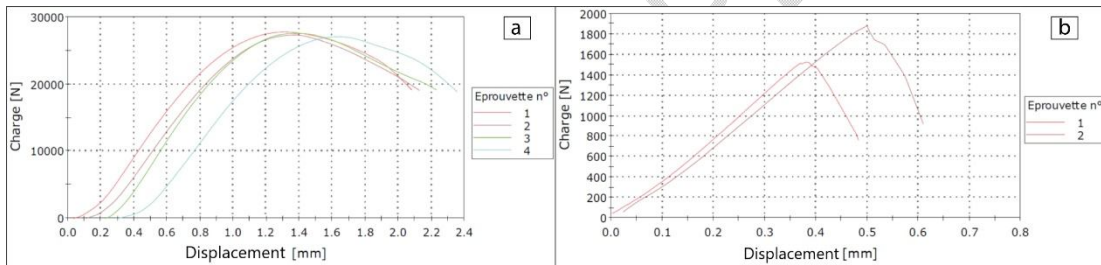 a
Charge [N]
30000
20000
10000
0
0.0 0.2 0.4 0.6 0.8 1.0 1.2 1.4 1.6 1.8 2.0 2.2 2.4
Displacement [mm]
Eprouvette nº
1
2
3
4
b
Charge [N]
2000
1800
1600
1400
1200
1000
800
600
400
200
0
0.0 0.1 0.2 0.3 0.4 0.5 0.6 0.7 0.8
Displacement [mm]
Eprouvette nº
1
2